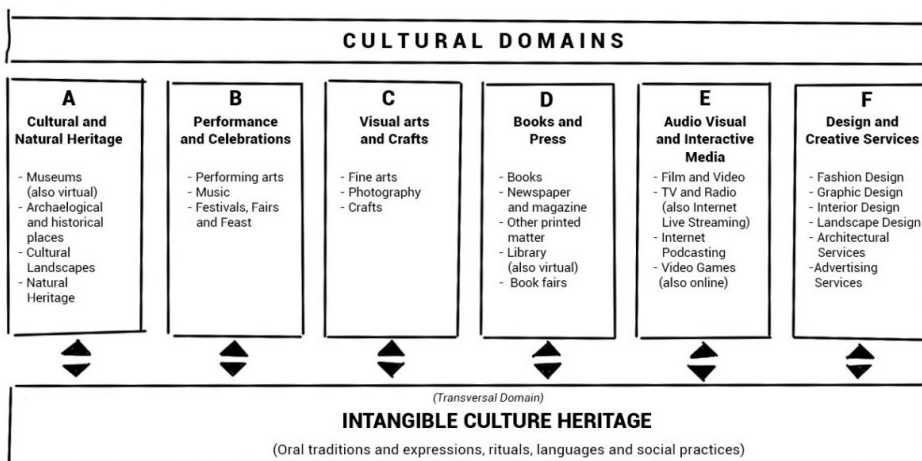 CULTURAL DOMAINS
A
Cultural and
Natural Heritage
- Museums
(also virtual)
- Archaelogical
and historical
places
- Cultural
Landscapes
- Natural
Heritage
B
Performance
and Celebrations
- Performing arts
- Music
- Festivals, Fairs
and Feast
C
Visual arts
and Crafts
- Fine arts
- Photography
- Crafts
D
Books and
Press
- Books
- Newspaper
and magazine
- Other printed
matter
- Library
(also virtual)
- Book fairs
E
Audio Visual
and Interactive
Media
- Film and Video
- TV and Radio
(also Internet
Live Streaming)
- Internet
Podcasting
- Video Games
(also online)
F
Design and
Creative Services
- Fashion Design
- Graphic Design
- Interior Design
- Landscape Design
- Architectural
Services
-Advertising
Services
(Transversal Domain)
INTANGIBLE CULTURE HERITAGE
(Oral traditions and expressions, rituals, languages and social practices)